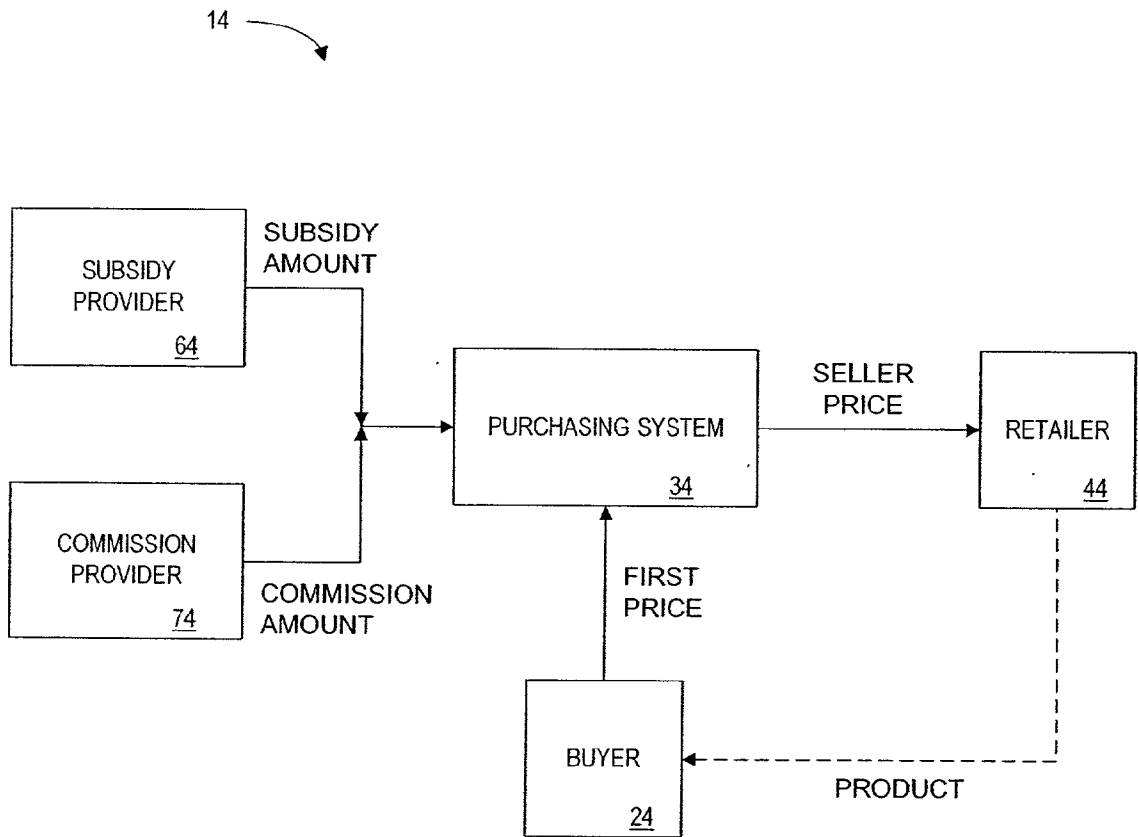 14
SUBSIDY
PROVIDER
64
SUBSIDY
AMOUNT
COMMISSION
PROVIDER
74
COMMISSION
AMOUNT
PURCHASING SYSTEM
34
SELLER
PRICE
RETAILER
44
FIRST
PRICE
BUYER
24
PRODUCT